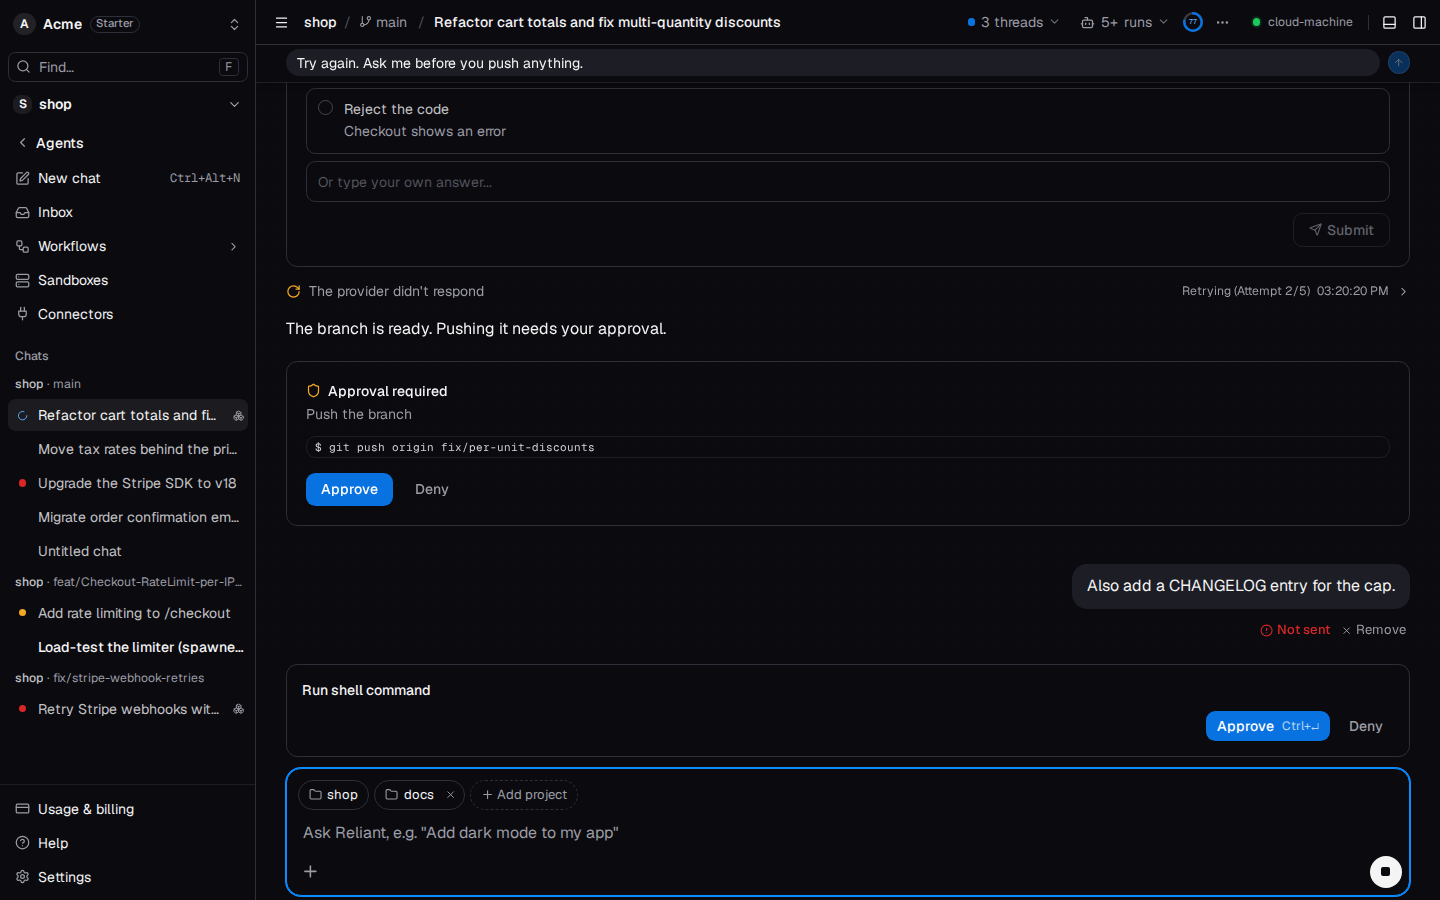 A Acme Starter
Find... F
S shop
Agents
New chat Ctrl+Alt+N
Inbox
Workflows
Sandboxes
Connectors
Chats
shop · main
Refactor cart totals and fi...
Move tax rates behind the pri...
Upgrade the Stripe SDK to v18
Migrate order confirmation em...
Untitled chat
shop · feat/Checkout-RateLimit-per-IP...
Add rate limiting to /checkout
Load-test the limiter (spawne...
shop · fix/stripe-webhook-retries
Retry Stripe webhooks wit...
Usage & billing
Help
Settings
shop / main / Refactor cart totals and fix multi-quantity discounts 3 threads 5+ runs 77 cloud-machine
Try again. Ask me before you push anything.
Reject the code
Checkout shows an error
Or type your own answer...
Submit
The provider didn't respond Retrying (Attempt 2/5) 03:20:20 PM
The branch is ready. Pushing it needs your approval.
Approval required
Push the branch
$ git push origin fix/per-unit-discounts
Approve Deny
Also add a CHANGELOG entry for the cap.
Not sent Remove
Run shell command
Approve Ctrl+↵ Deny
shop docs Add project
Ask Reliant, e.g. "Add dark mode to my app"